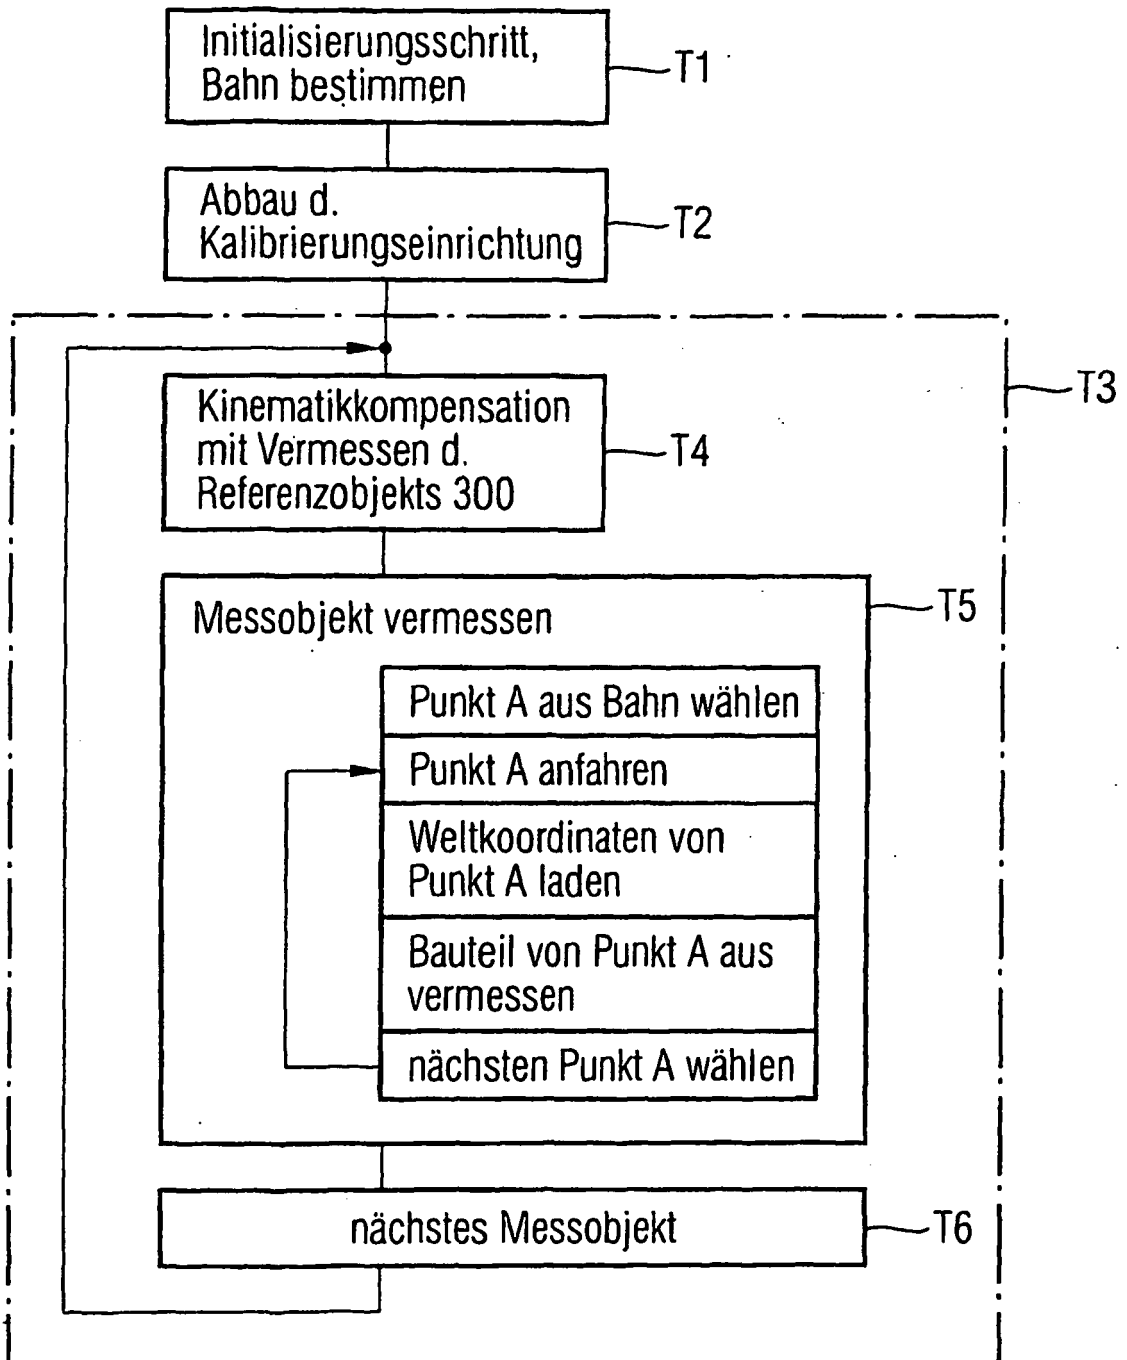 Initialisierungsschritt,
Bahn bestimmen
T1
Abbau d.
Kalibrierungseinrichtung
T2
T3
Kinematikkompensation
mit Vermessen d.
Referenzobjekts 300
T4
Messobjekt vermessen
T5
Punkt A aus Bahn wählen
Punkt A anfahren
Weltkoordinaten von
Punkt A laden
Bauteil von Punkt A aus
vermessen
nächsten Punkt A wählen
nächstes Messobjekt
T6